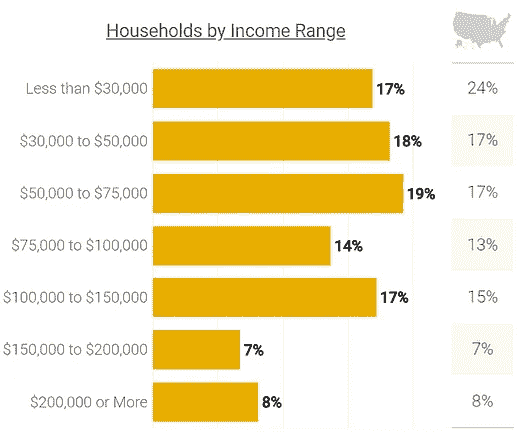 Households by Income Range
Less than $30,000 17% 24%
$30,000 to $50,000 18% 17%
$50,000 to $75,000 19% 17%
$75,000 to $100,000 14% 13%
$100,000 to $150,000 17% 15%
$150,000 to $200,000 7% 7%
$200,000 or More 8% 8%